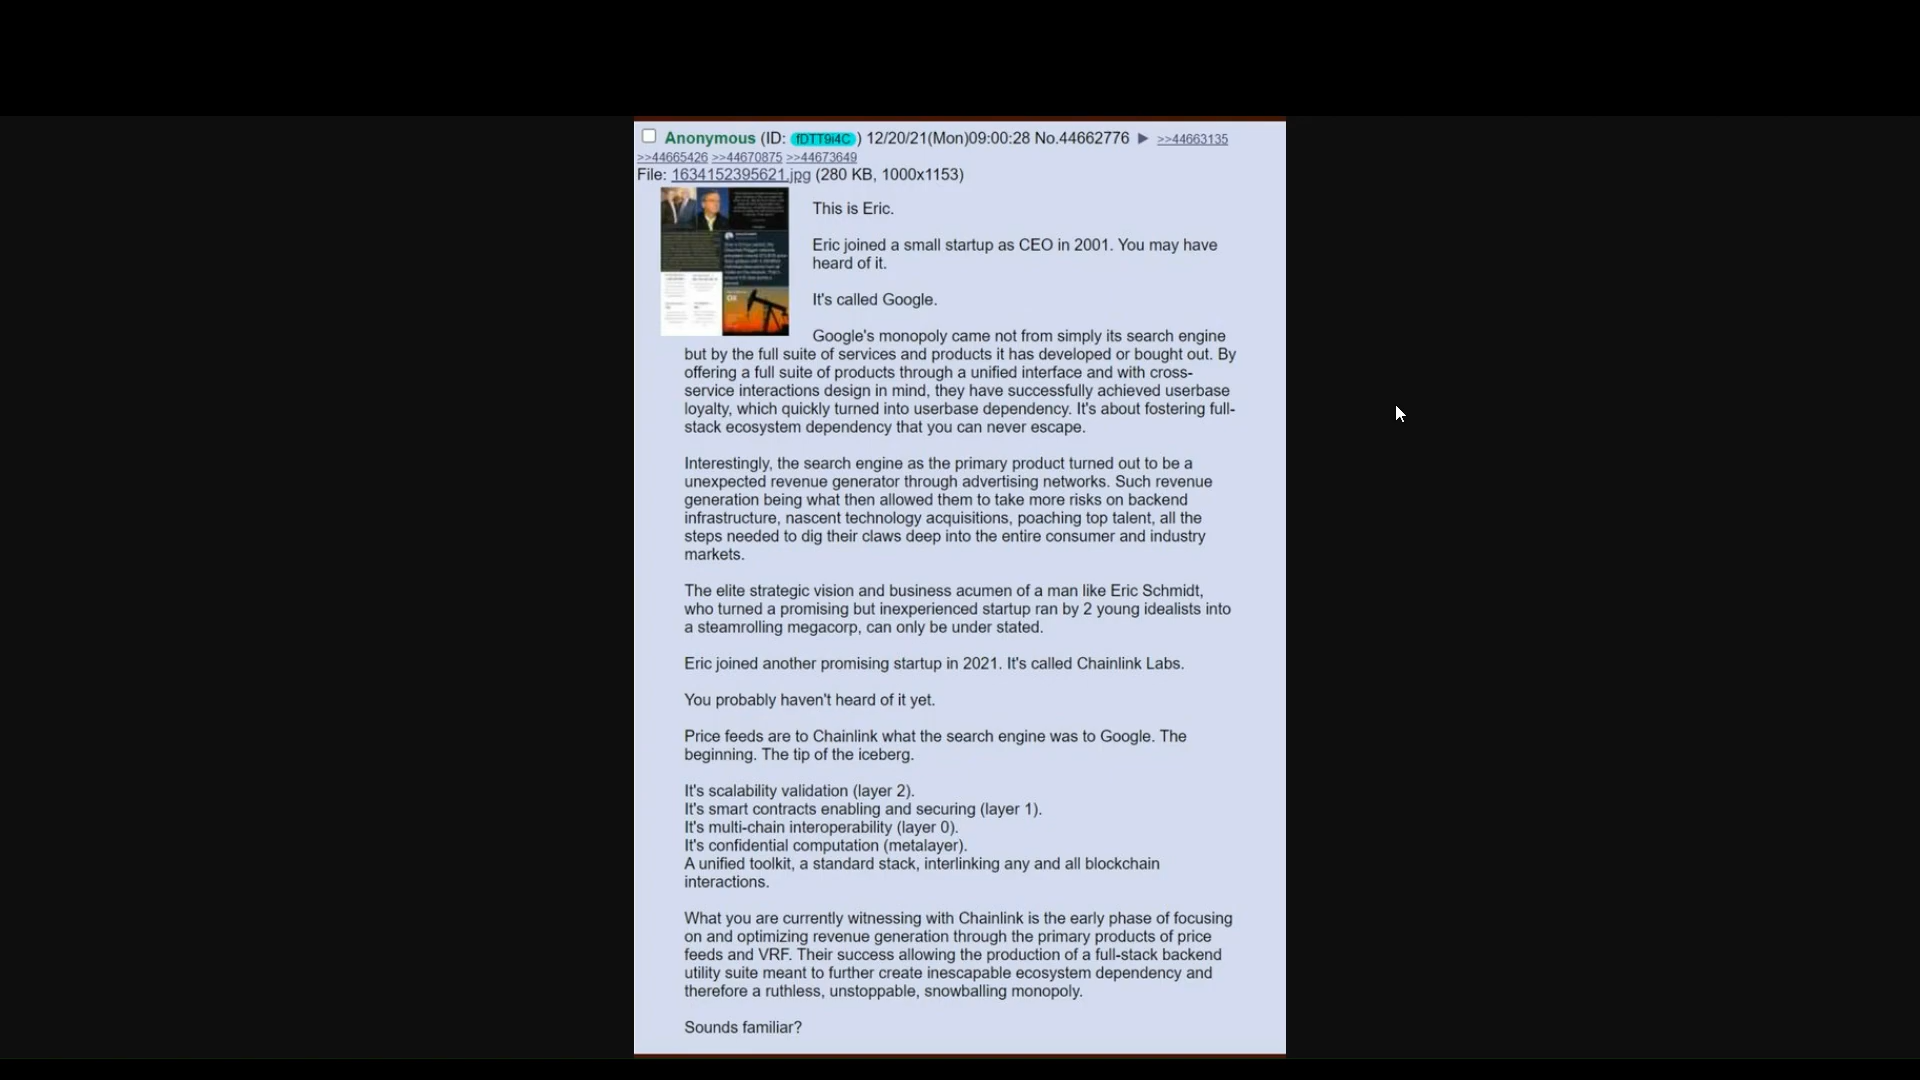 Anonymous (ID: fDTT9i4C) 12/20/21(Mon)09:00:28 No.44662776 ▶ >>44663135
>>44665426 >>44670875 >>44673649
File: 1634152395621.jpg (280 KB, 1000x1153)
This is Eric.
Eric joined a small startup as CEO in 2001. You may have
heard of it.
It's called Google.
Google's monopoly came not from simply its search engine
but by the full suite of services and products it has developed or bought out. By
offering a full suite of products through a unified interface and with cross-
service interactions design in mind, they have successfully achieved userbase
loyalty, which quickly turned into userbase dependency. It's about fostering full-
stack ecosystem dependency that you can never escape.
Interestingly, the search engine as the primary product turned out to be a
unexpected revenue generator through advertising networks. Such revenue
generation being what then allowed them to take more risks on backend
infrastructure, nascent technology acquisitions, poaching top talent, all the
steps needed to dig their claws deep into the entire consumer and industry
markets.
The elite strategic vision and business acumen of a man like Eric Schmidt,
who turned a promising but inexperienced startup ran by 2 young idealists into
a steamrolling megacorp, can only be under stated.
Eric joined another promising startup in 2021. It's called Chainlink Labs.
You probably haven't heard of it yet.
Price feeds are to Chainlink what the search engine was to Google. The
beginning. The tip of the iceberg.
It's scalability validation (layer 2).
It's smart contracts enabling and securing (layer 1).
It's multi-chain interoperability (layer 0).
It's confidential computation (metalayer).
A unified toolkit, a standard stack, interlinking any and all blockchain
interactions.
What you are currently witnessing with Chainlink is the early phase of focusing
on and optimizing revenue generation through the primary products of price
feeds and VRF. Their success allowing the production of a full-stack backend
utility suite meant to further create inescapable ecosystem dependency and
therefore a ruthless, unstoppable, snowballing monopoly.
Sounds familiar?